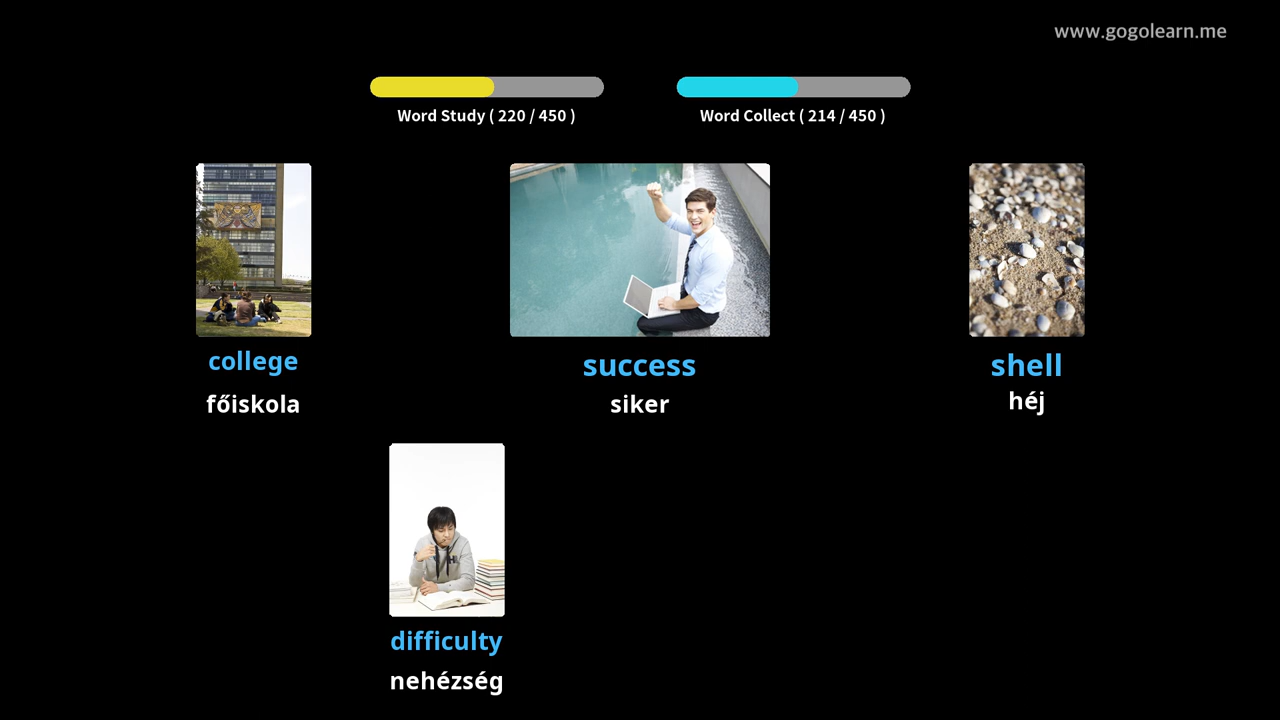 www.gogolearn.me
Word Study ( 220 / 450 )
Word Collect ( 214 / 450 )
college
success
shell
főiskola
siker
héj
difficulty
nehézség